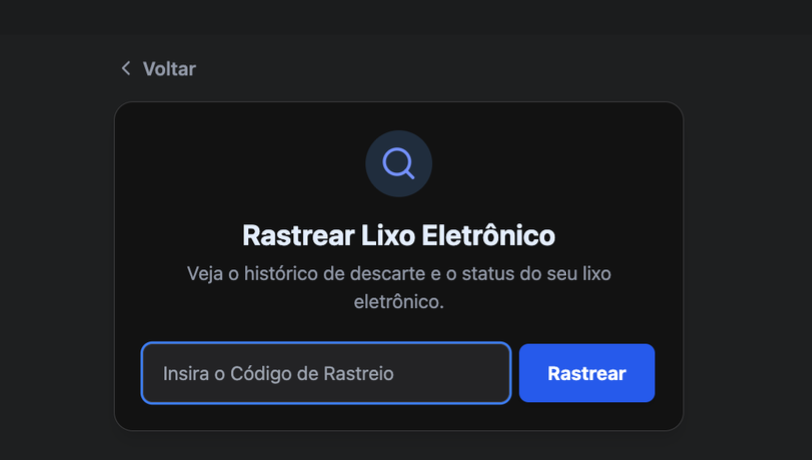 Voltar
Rastrear Lixo Eletrônico
Veja o histórico de descarte e o status do seu lixo
eletrônico.
Insira o Código de Rastreio
Rastrear